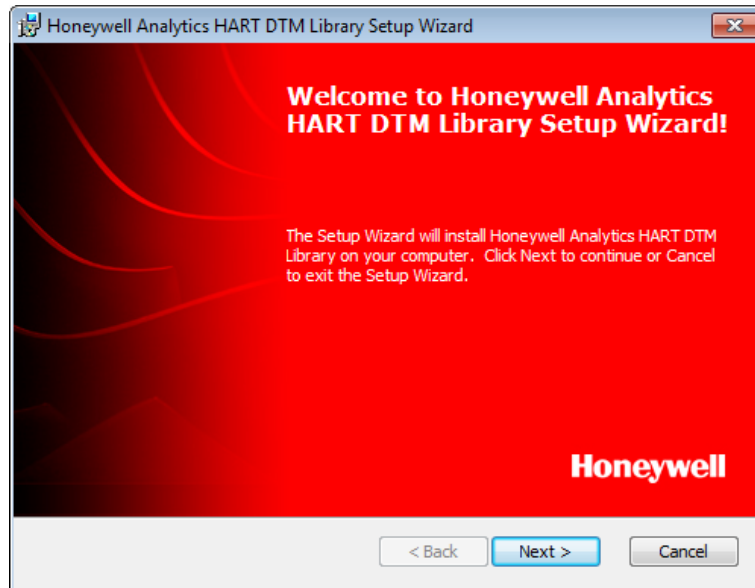 Honeywell Analytics HART DTM Library Setup Wizard
Welcome to Honeywell Analytics
HART DTM Library Setup Wizard!
The Setup Wizard will install Honeywell Analytics HART DTM
Library on your computer.  Click Next to continue or Cancel
to exit the Setup Wizard.
Honeywell
< Back Next > Cancel